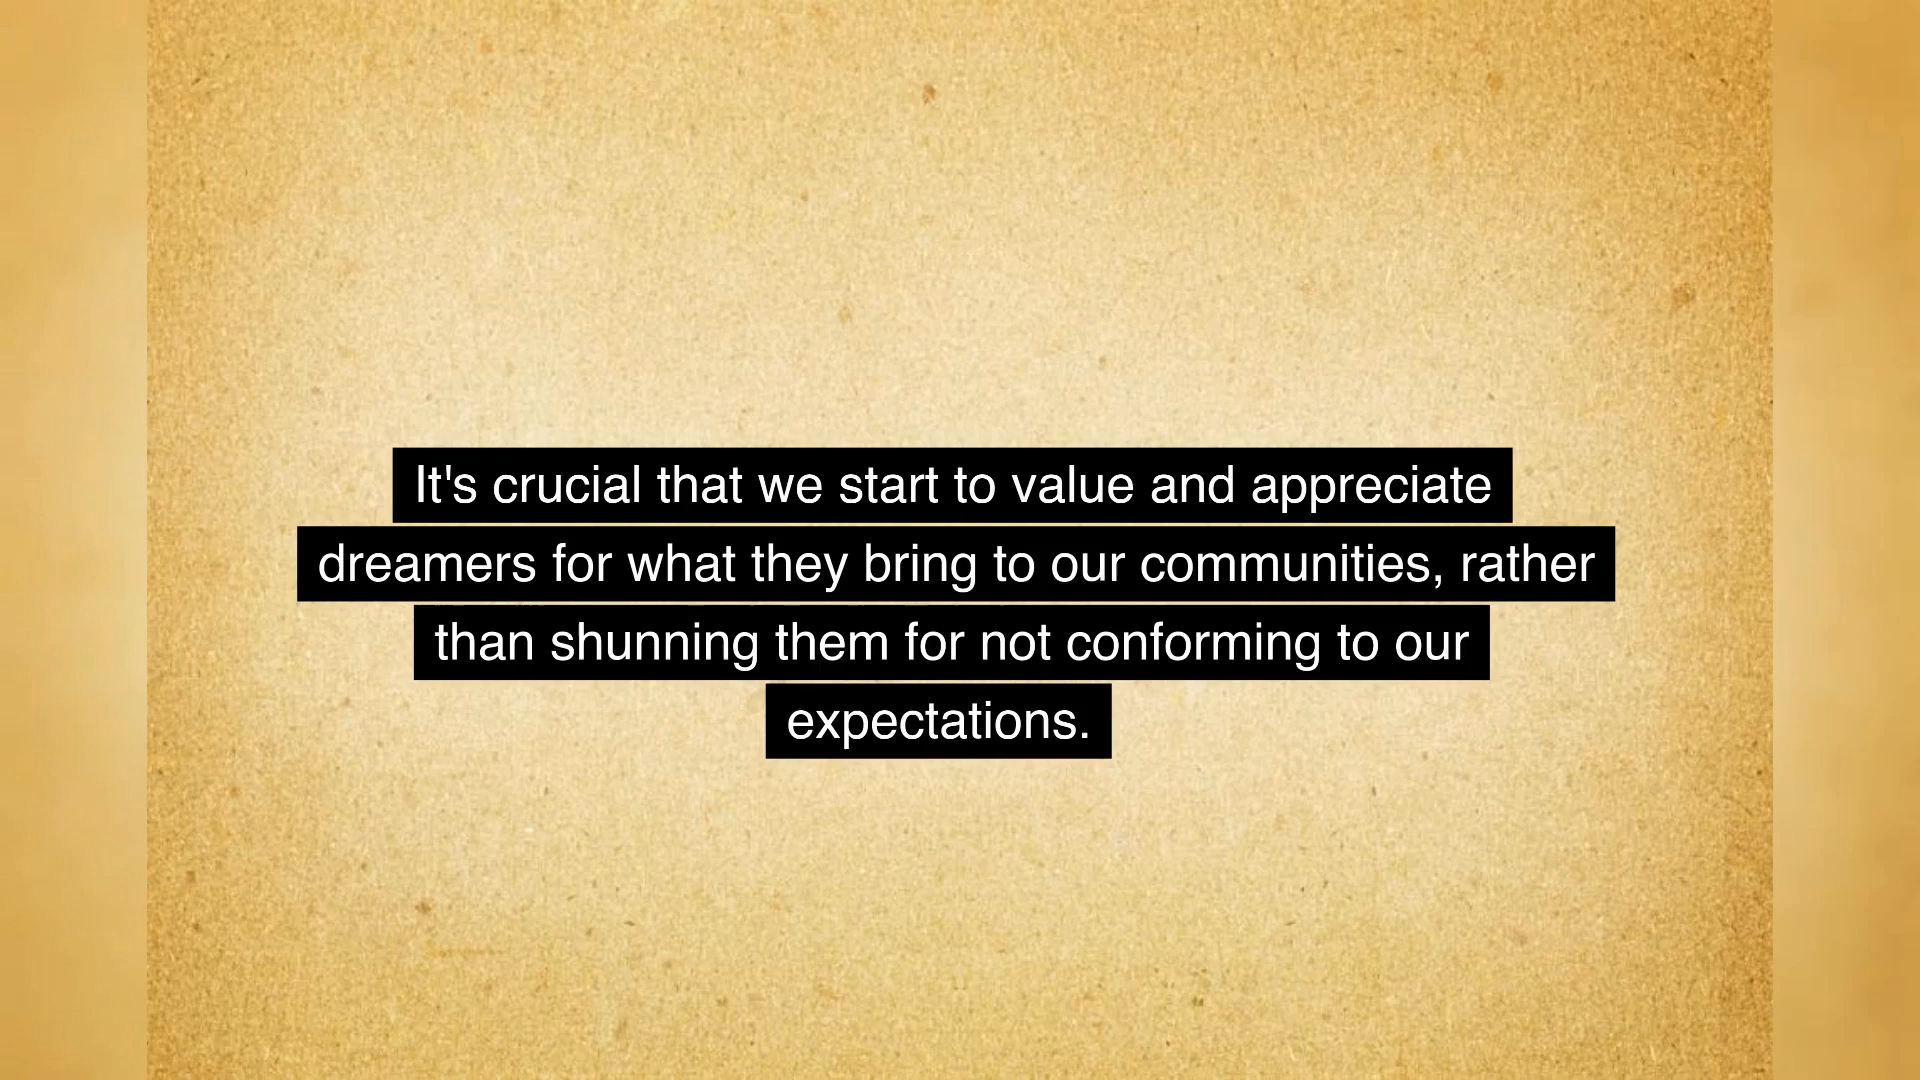 It's crucial that we start to value and appreciate
dreamers for what they bring to our communities, rather
than shunning them for not conforming to our
expectations.